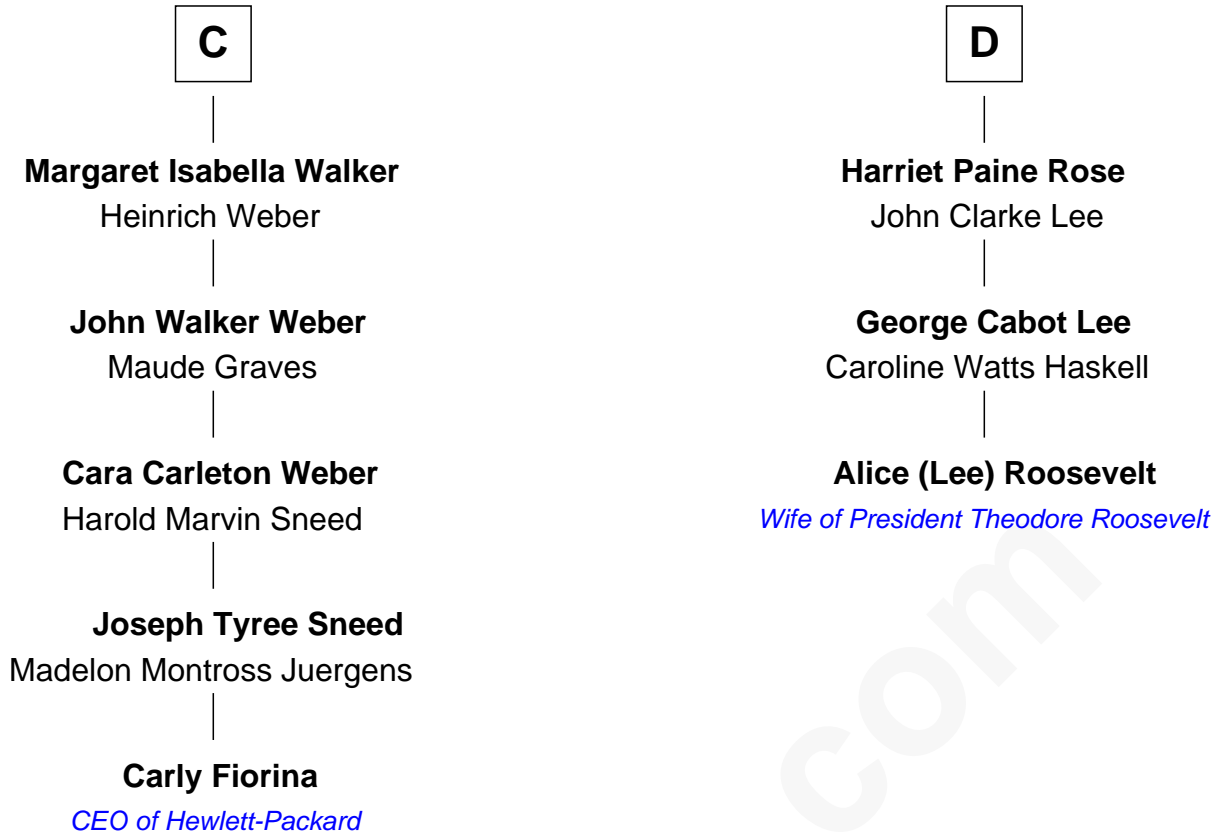 C
Margaret Isabella Walker
Heinrich Weber
John Walker Weber
Maude Graves
Cara Carleton Weber
Harold Marvin Sneed
Joseph Tyree Sneed
Madelon Montross Juergens
Carly Fiorina
CEO of Hewlett-Packard
D
Harriet Paine Rose
John Clarke Lee
George Cabot Lee
Caroline Watts Haskell
Alice (Lee) Roosevelt
Wife of President Theodore Roosevelt
com